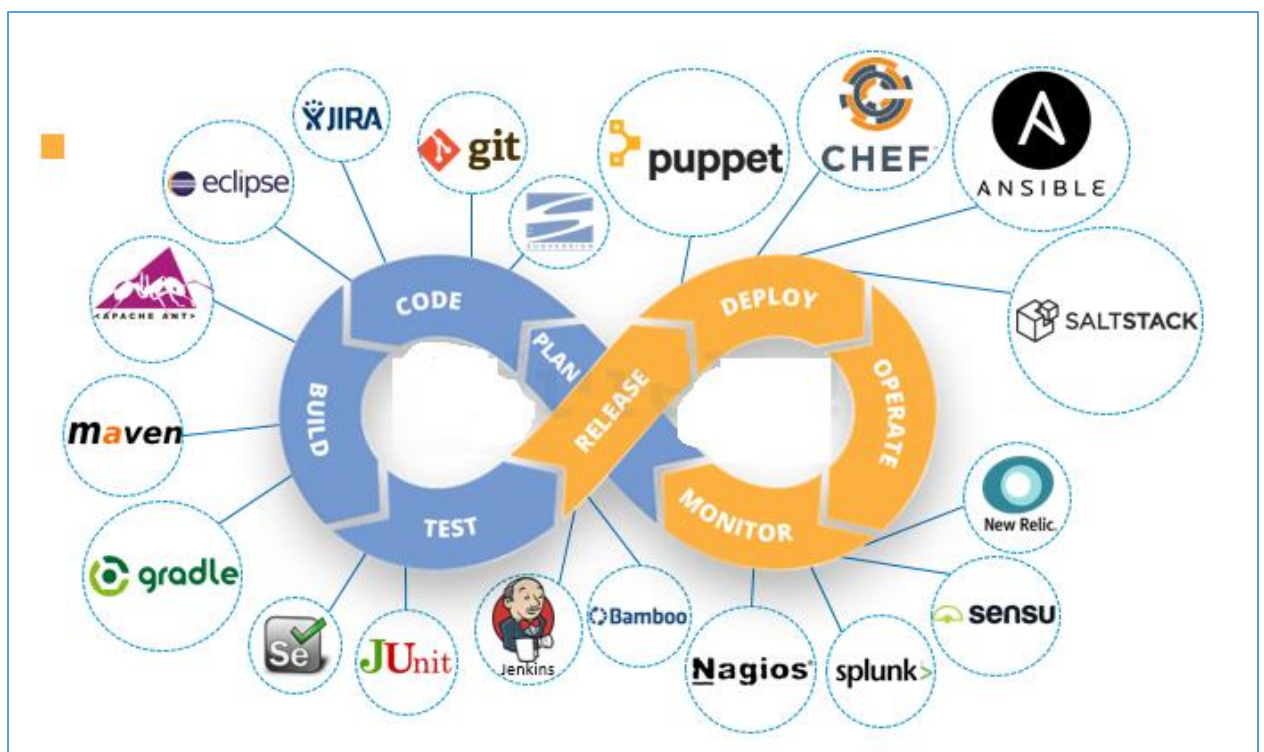 JIRA
git
puppet
CHEF
ANSIBLE
eclipse
SUBVERSION
<APACHE ANT>
SALTSTACK
CODE
DEPLOY
PLAN
RELEASE
BUILD
OPERATE
maven
TEST
MONITOR
New Relic.
gradle
Se
JUnit
Jenkins
Bamboo
Nagios®
splunk>
sensu